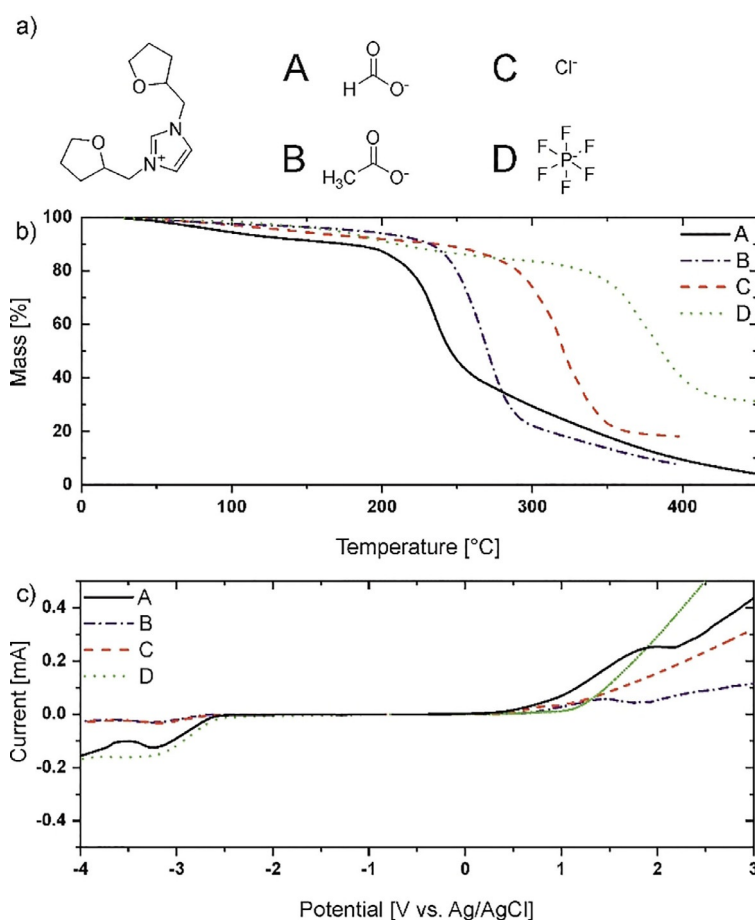 a)
A
H
O
O-
C
Cl-
B
H3C
O
O-
D
F
F
F
P-
F
F
F
O
O
N
N+
b)
Mass [%]
100
80
60
40
20
0
0
100
200
300
400
Temperature [°C]
A
B
C
D
c)
Current [mA]
0.4
0.2
0.0
-0.2
-0.4
-4
-3
-2
-1
0
1
2
3
Potential [V vs. Ag/AgCl]
A
B
C
D